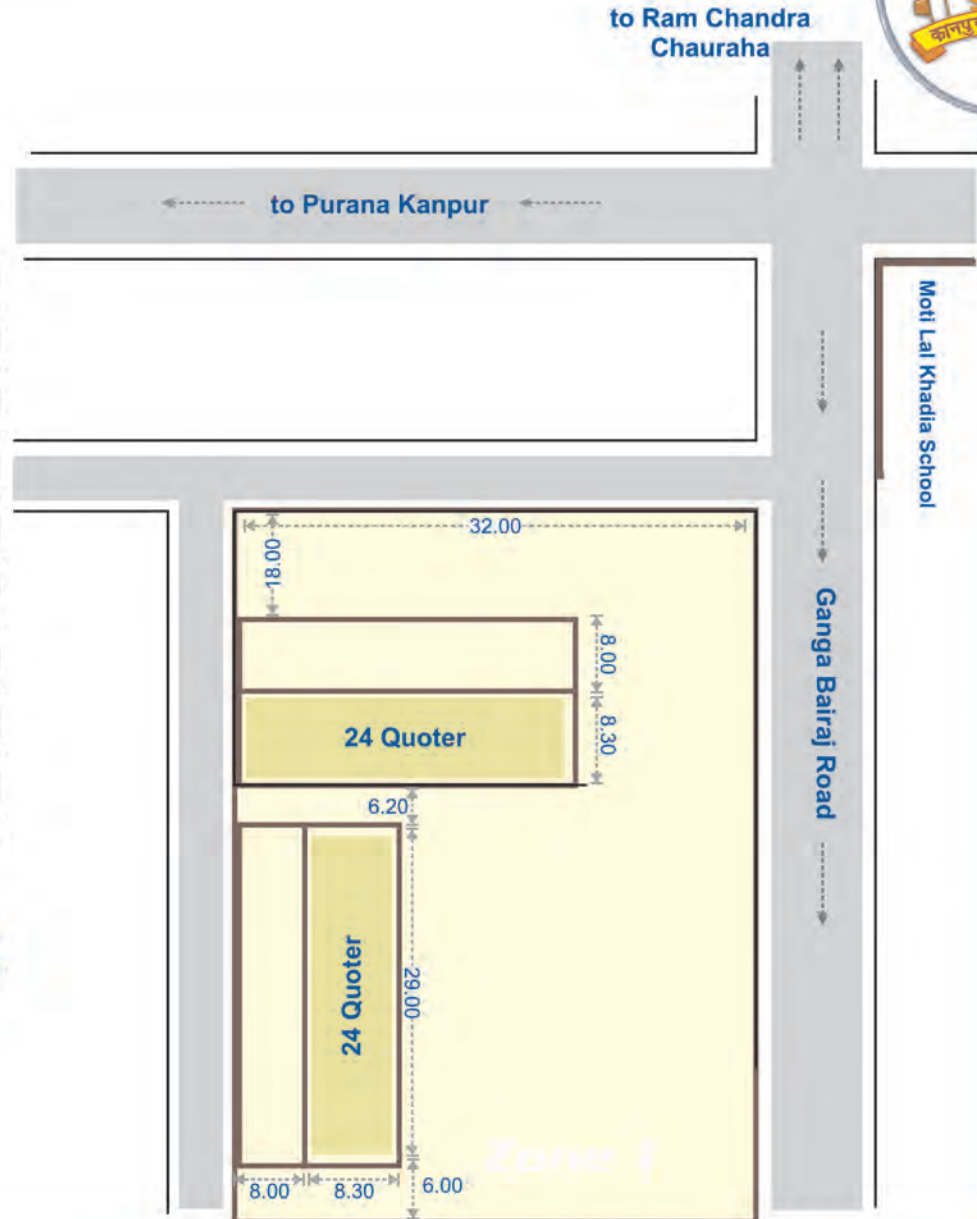 to Ram Chandra
Chauraha
to Purana Kanpur
Moti Lal Khadia School
32.00
18.00
8.00
8.30
24 Quoter
Ganga Bairaj Road
6.20
24 Quoter
29.00
Zone 1
8.00
8.30
6.00